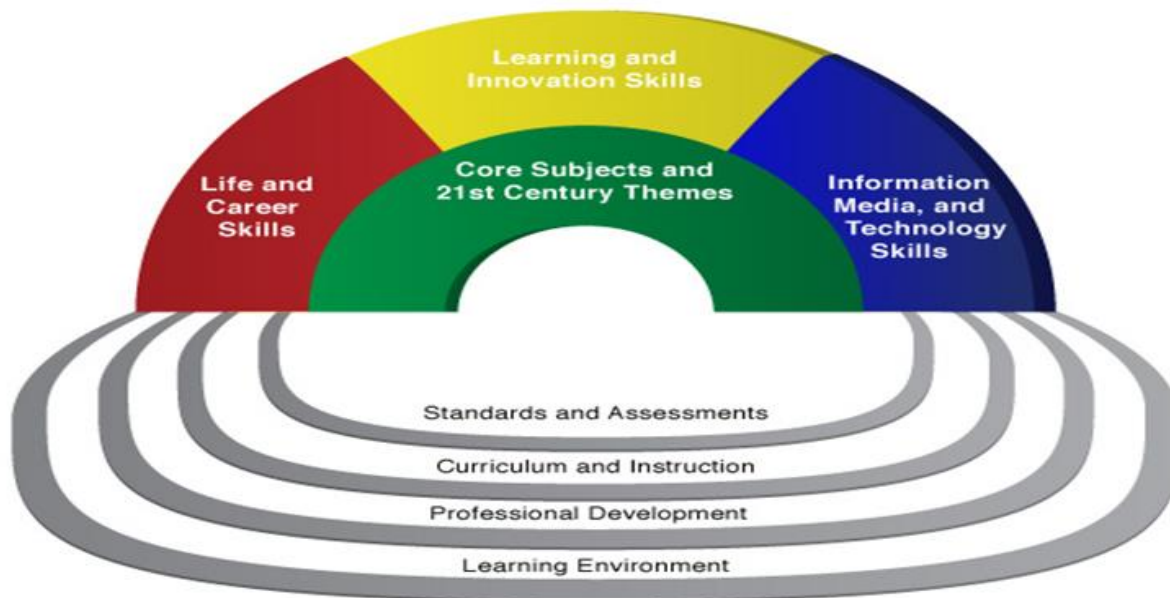 Learning and
Innovation Skills
Core Subjects and
21st Century Themes
Life and
Career
Skills
Information
Media, and
Technology
Skills
Standards and Assessments
Curriculum and Instruction
Professional Development
Learning Environment